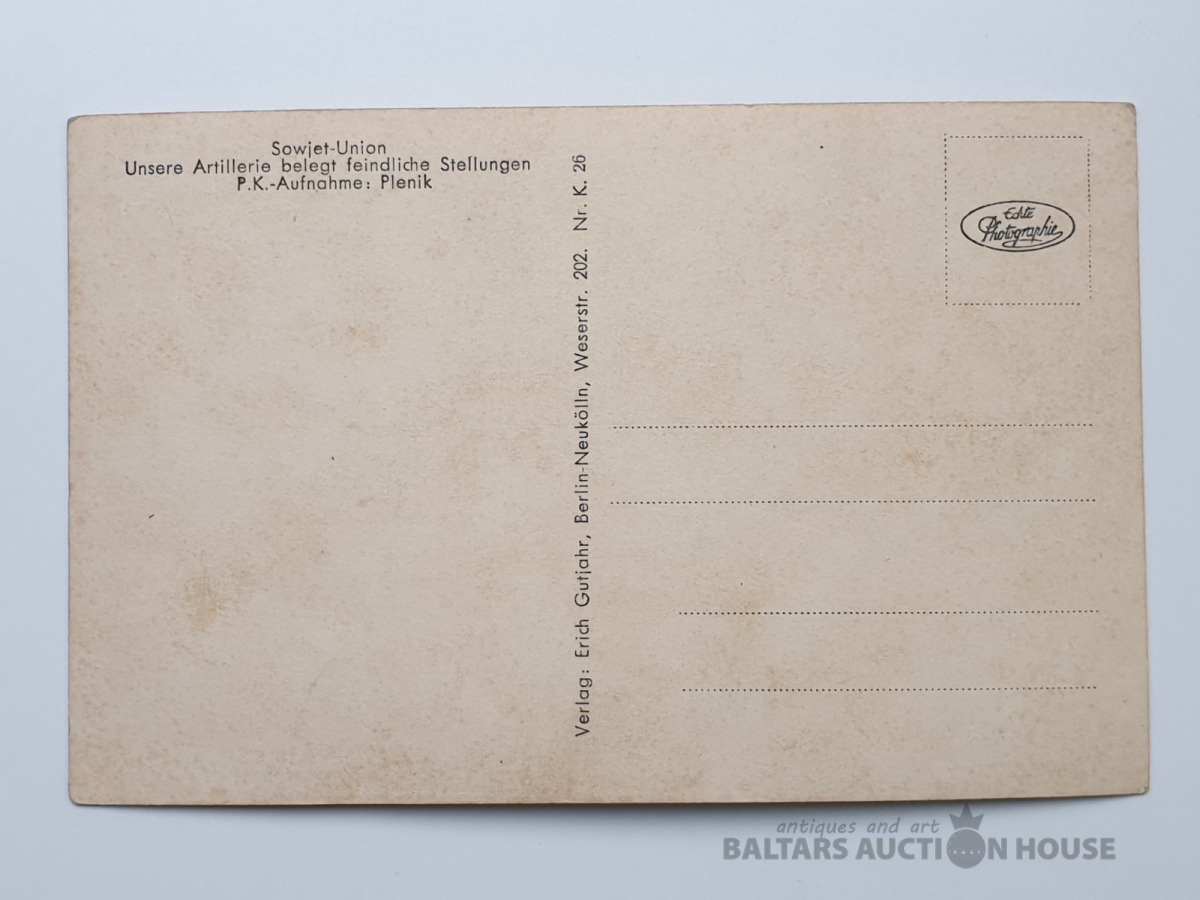 Sowjet-Union
Unsere Artillerie belegt feindliche Stellungen
P.K.-Aufnahme: Plenik
Verlag: Erich Gutjahr, Berlin-Neukölln, Weserstr. 202. Nr. K. 26
Echte
Photographie
antiques and art
BALTARS AUCTION HOUSE